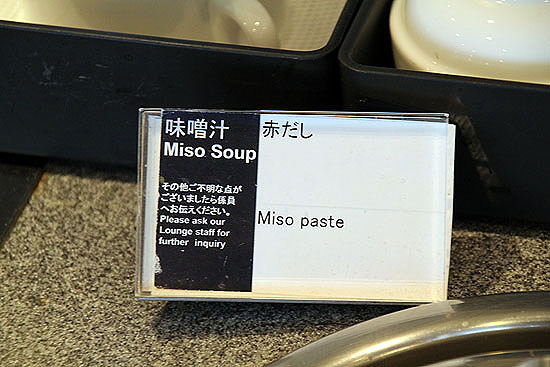 味噌汁
Miso Soup
その他ご不明な点が
ございましたら係員
へお伝えください。
Please ask our
Lounge staff for
further inquiry
赤だし
Miso paste